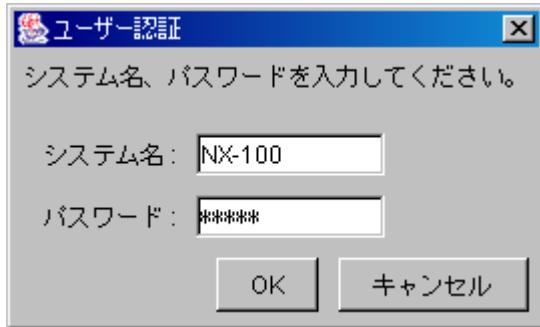 ユーザー認証
システム名、パスワードを入力してください。
システム名: NX-100
パスワード: *****
OK キャンセル